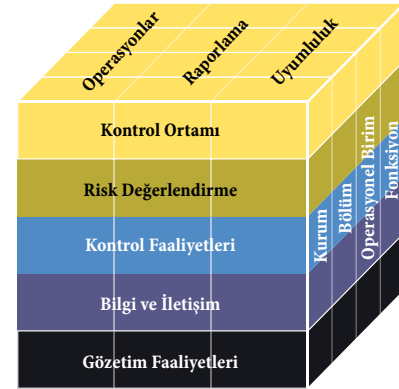 Operasyonlar
Raporlama
Uyumluluk
Kontrol Ortamı
Risk Değerlendirme
Kontrol Faaliyetleri
Bilgi ve İletişim
Gözetim Faaliyetleri
Kurum
Bölüm
Operasyonel Birim
Fonksiyon